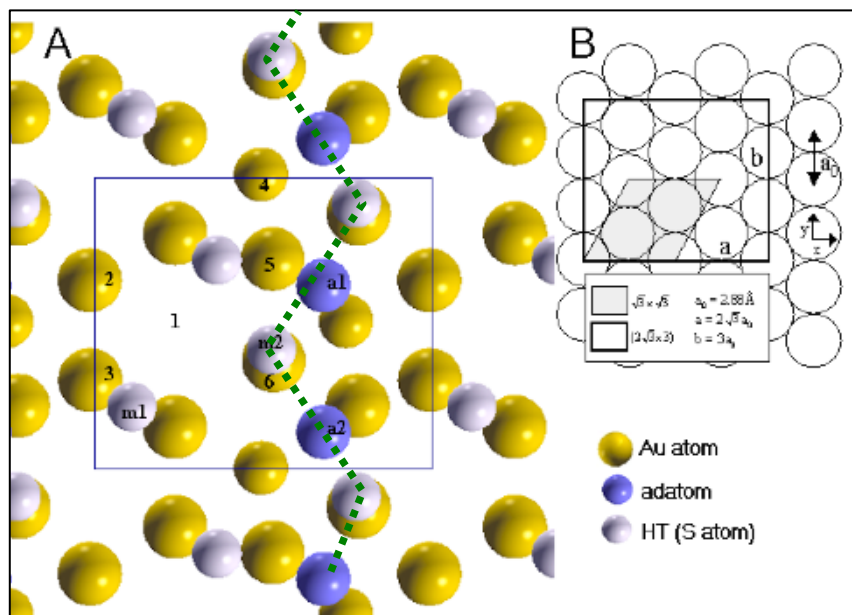 A
4
2
5
a1
1
m2
3
6
m1
a2
B
b
a₀
a
y
x
√3 × √3
a₀ = 2.88 Å
a = 2√3 a₀
(2√3 × 3)
b = 3a₀
Au atom
adatom
HT (S atom)